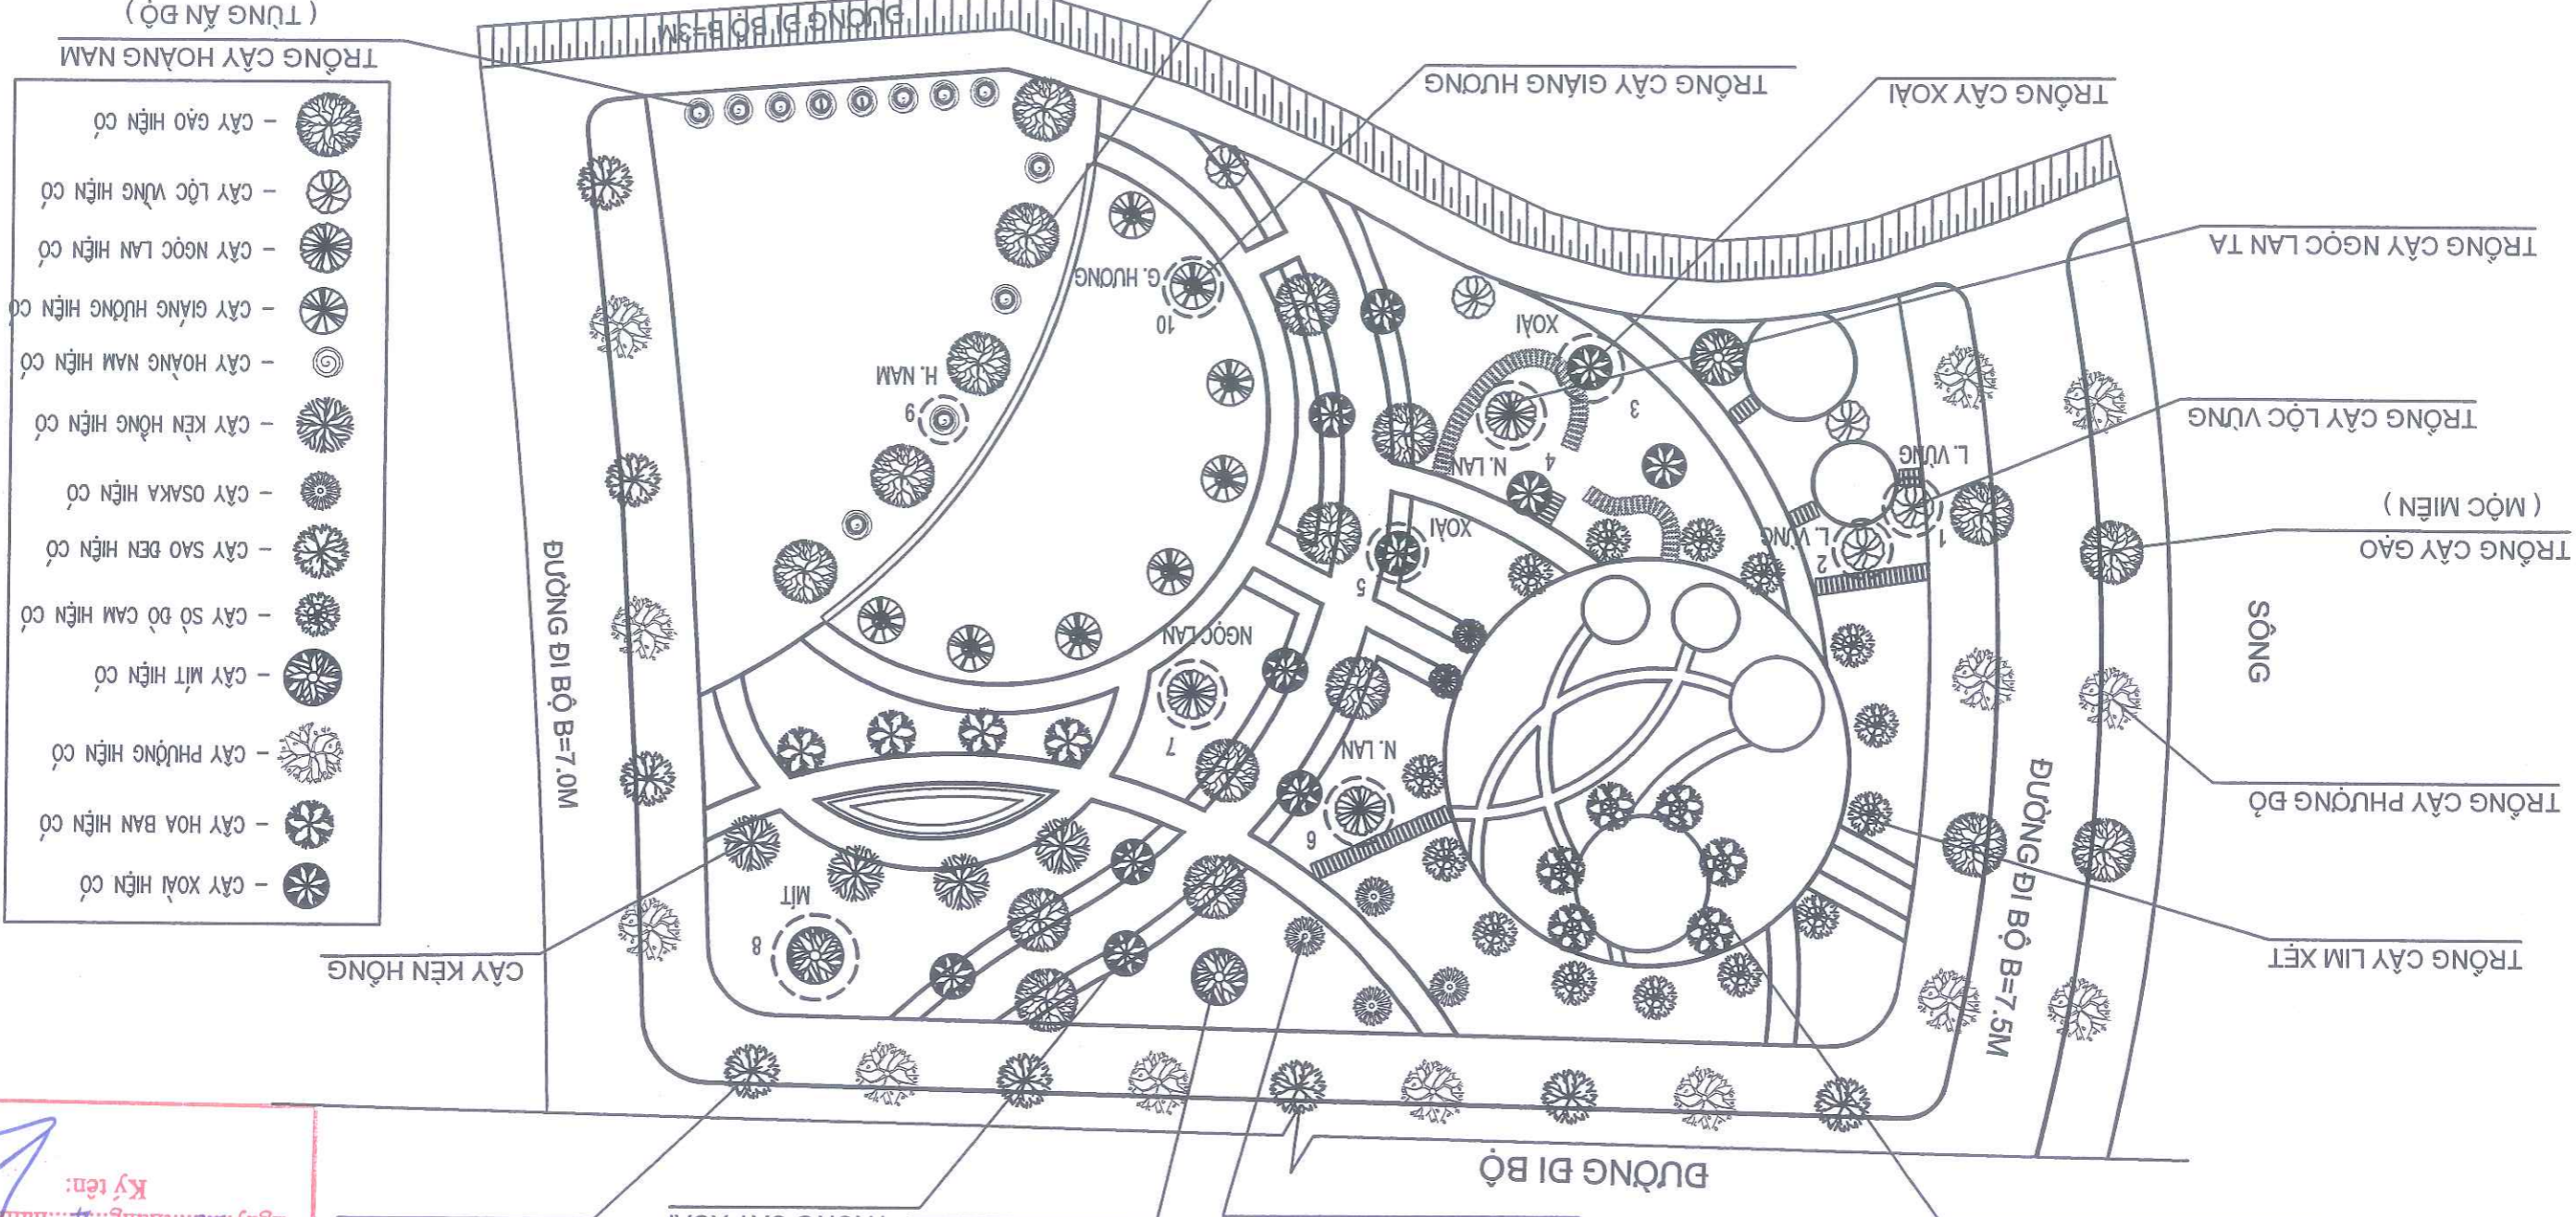 ĐƯỜNG ĐI BỘ
ĐƯỜNG ĐI BỘ B=7.5M
TRỒNG CÂY LIM XẸT
TRỒNG CÂY PHƯỢNG ĐỎ
SÔNG
TRỒNG CÂY GẠO
( MỘC MIÊN )
TRỒNG CÂY LỘC VỪNG
TRỒNG CÂY NGỌC LAN TA
TRỒNG CÂY XOÀI
TRỒNG CÂY GIÁNG HƯƠNG
ĐƯỜNG ĐI BỘ B=3M
1
L. VỪNG
2
L. VỪNG
3
XOÀI
4
N. LAN
5
XOÀI
6
N. LAN
7
NGỌC LAN
8
MÍT
9
H. NAM
10
G. HƯƠNG
ĐƯỜNG ĐI BỘ B=7.0M
Ký tên:
CÂY KÈN HỒNG
- CÂY XOÀI HIỆN CÓ
- CÂY HOA BAN HIỆN CÓ
- CÂY PHƯỢNG HIỆN CÓ
- CÂY MÍT HIỆN CÓ
- CÂY SÒ ĐỎ CAM HIỆN CÓ
- CÂY SAO ĐEN HIỆN CÓ
- CÂY OSAKA HIỆN CÓ
- CÂY KÈN HỒNG HIỆN CÓ
- CÂY HOÀNG NAM HIỆN CÓ
- CÂY GIÁNG HƯƠNG HIỆN CÓ
- CÂY NGỌC LAN HIỆN CÓ
- CÂY LỘC VỪNG HIỆN CÓ
- CÂY GẠO HIỆN CÓ
TRỒNG CÂY HOÀNG NAM
( TÙNG ẤN ĐỘ )